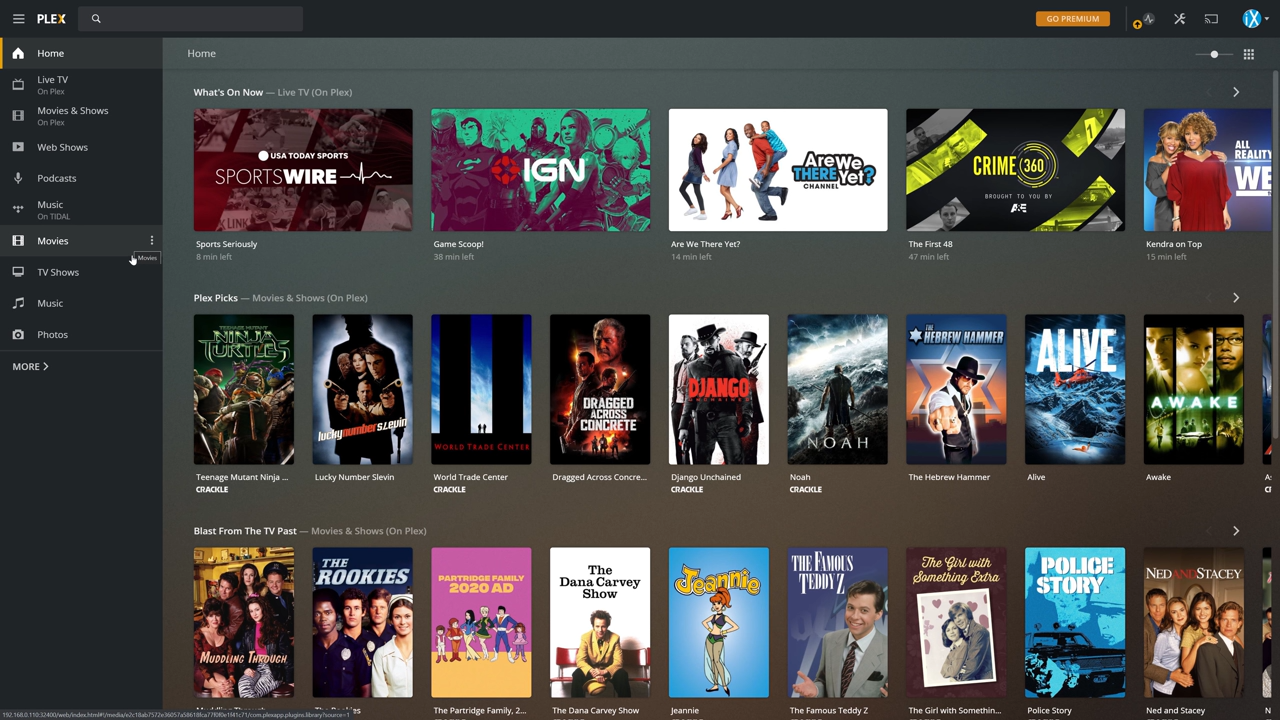 PLEX
GO PREMIUM
iX
Home
Live TV
On Plex
Movies & Shows
On Plex
Web Shows
Podcasts
Music
On TIDAL
Movies
Movies
TV Shows
Music
Photos
MORE
Home
What's On Now — Live TV (On Plex)
USA TODAY SPORTS
SPORTSWIRE
IGN
Are We
THERE Yet?
CHANNEL
CRIME 360
BROUGHT TO YOU BY
A&E
ALL
REALITY
WE
Sports Seriously
8 min left
Game Scoop!
38 min left
Are We There Yet?
14 min left
The First 48
47 min left
Kendra on Top
15 min left
Plex Picks — Movies & Shows (On Plex)
TEENAGE MUTANT
NINJA
TURTLES
lucky number slevin
WORLD TRADE CENTER
DRAGGED
ACROSS
CONCRETE
DJANGO
UNCHAINED
NOAH
THE
HEBREW HAMMER
ALIVE
AWAKE
Teenage Mutant Ninja ...
CRACKLE
Lucky Number Slevin
World Trade Center
CRACKLE
Dragged Across Concre...
Django Unchained
CRACKLE
Noah
CRACKLE
The Hebrew Hammer
Alive
Awake
Blast From The TV Past — Movies & Shows (On Plex)
MUDDLING THROUGH
THE
ROOKIES
PARTRIDGE FAMILY
2020 AD
The
Dana Carvey
Show
Jeannie
THE FAMOUS
TEDDY Z
The Girl with
Something Extra
POLICE
STORY
NED AND STACEY
Muddling Through
The Rookies
The Partridge Family, 2...
The Dana Carvey Show
Jeannie
The Famous Teddy Z
The Girl with Somethin...
Police Story
Ned and Stacey